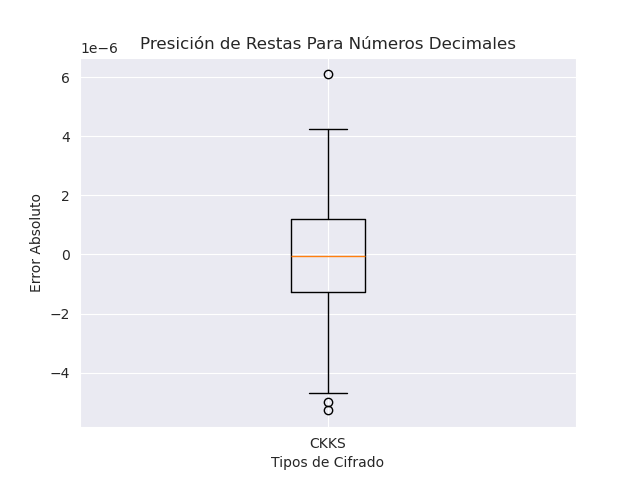 Presición de Restas Para Números Decimales
1e−6
6
4
2
0
−2
−4
Error Absoluto
CKKS
Tipos de Cifrado